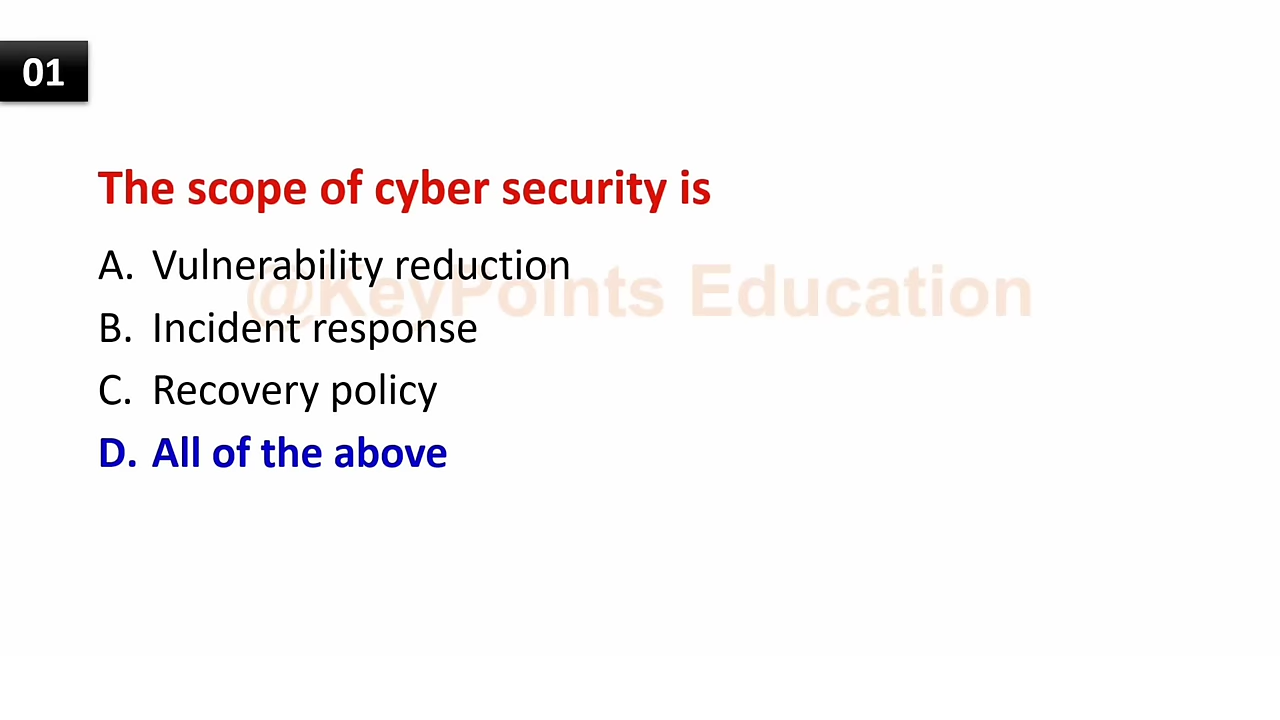 01
The scope of cyber security is
A. Vulnerability reduction
@KeyPoints Education
B. Incident response
C. Recovery policy
D. All of the above